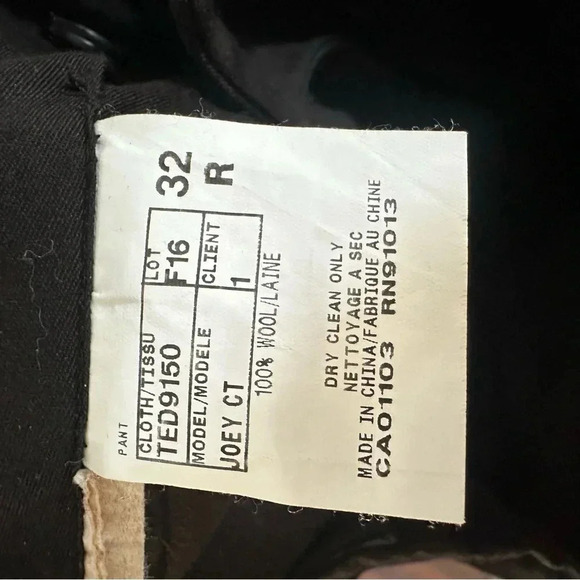 PANT
CLOTH/TISSU LOT
TED9150 F16 32
MODEL/MODELE CLIENT
JOEY CT 1 R
100% WOOL/LAINE
DRY CLEAN ONLY
NETTOYAGE A SEC
MADE IN CHINA/FABRIQUE AU CHINE
CA01103 RN91013